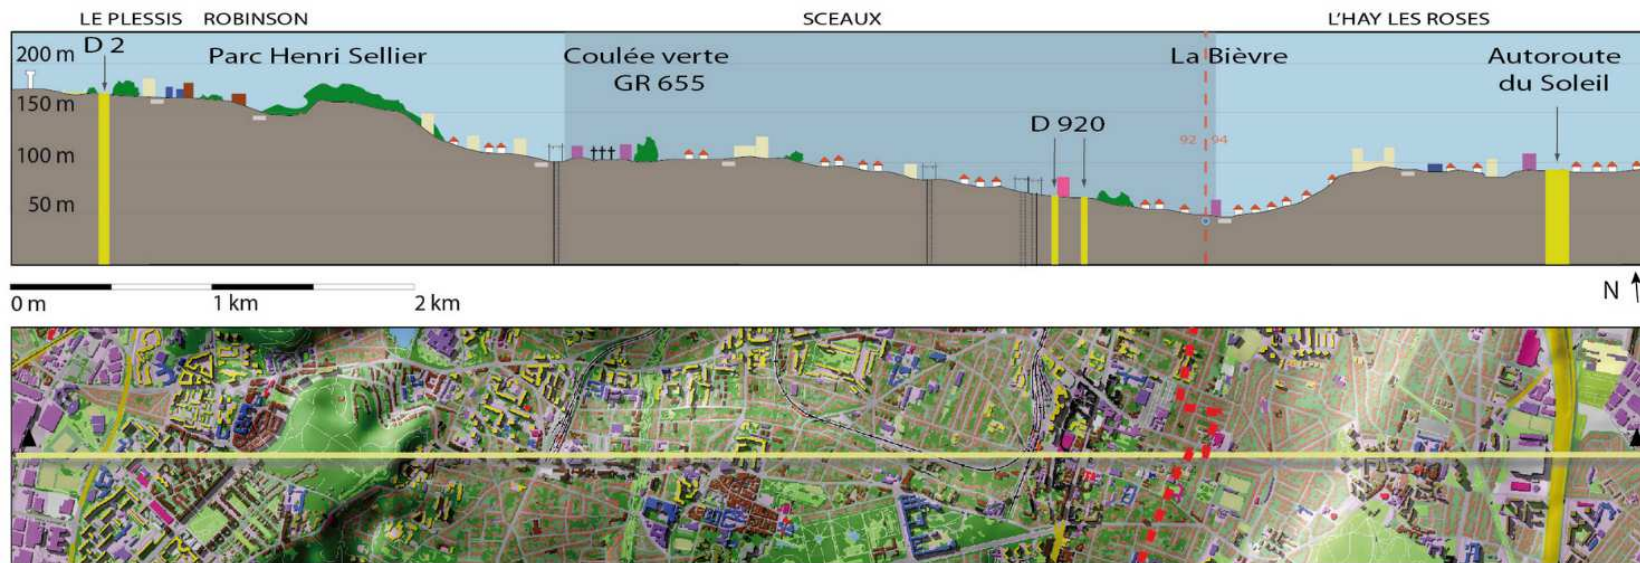 LE PLESSIS ROBINSON SCEAUX L'HAY LES ROSES
200 m D 2 Parc Henri Sellier Coulée verte La Bièvre Autoroute
GR 655 du Soleil
150 m
D 920
92 94
100 m
50 m
0 m 1 km 2 km N